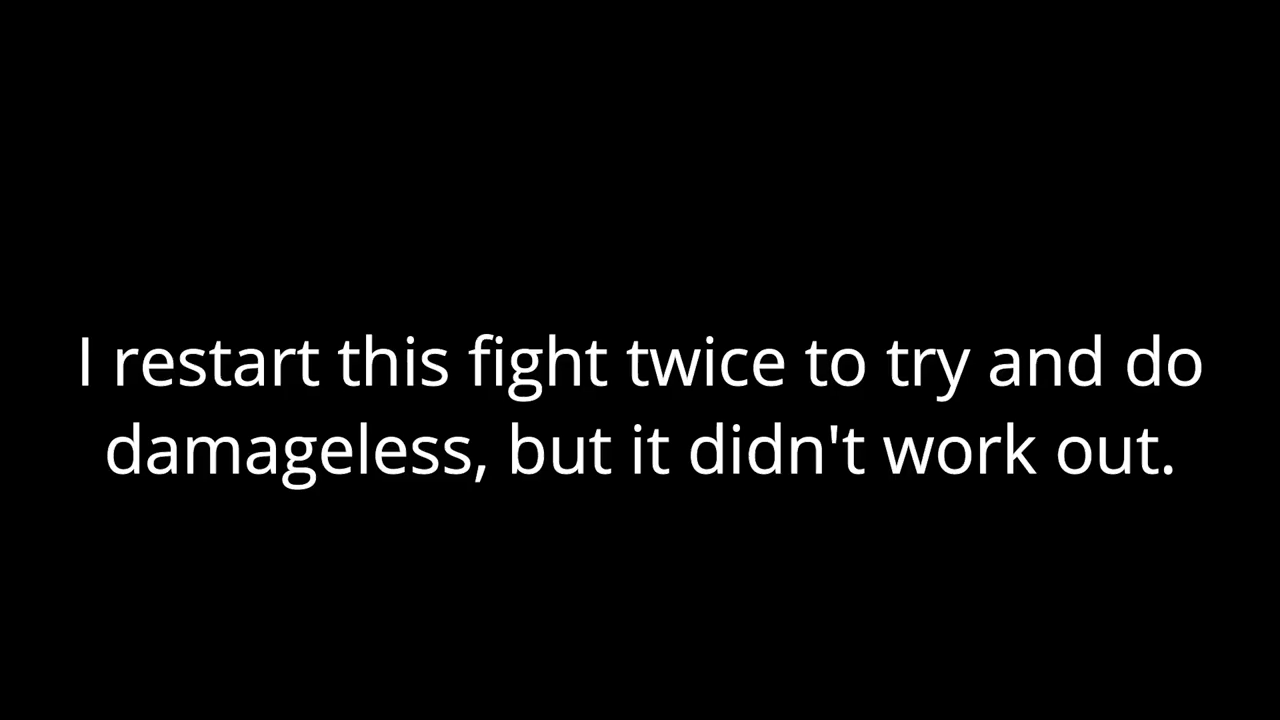 I restart this fight twice to try and do
damageless, but it didn't work out.